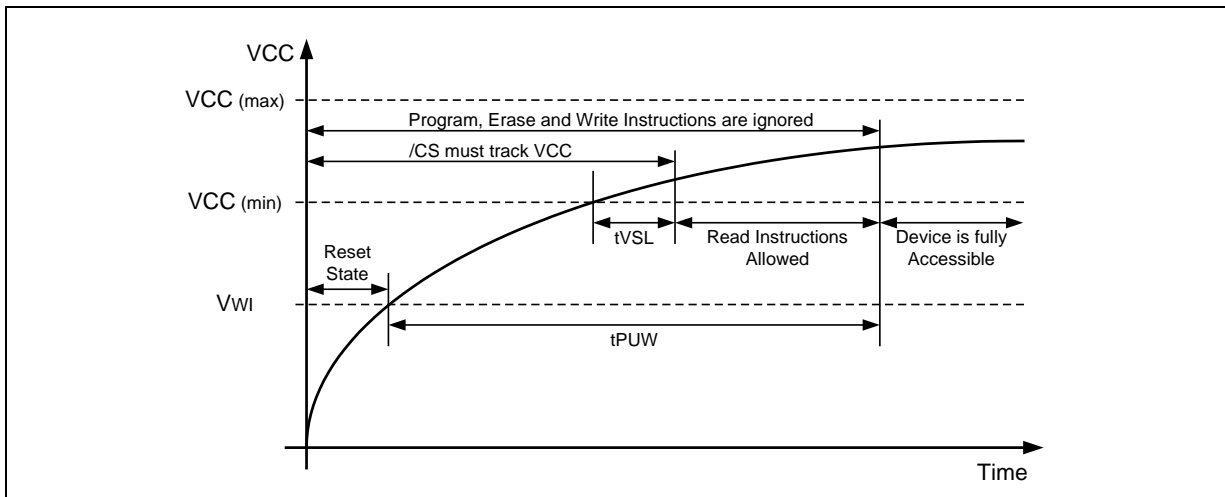 VCC
VCC (max)
Program, Erase and Write Instructions are ignored
/CS must track VCC
VCC (min)
tVSL
Read Instructions
Allowed
Device is fully
Accessible
Reset
State
VWI
tPUW
Time